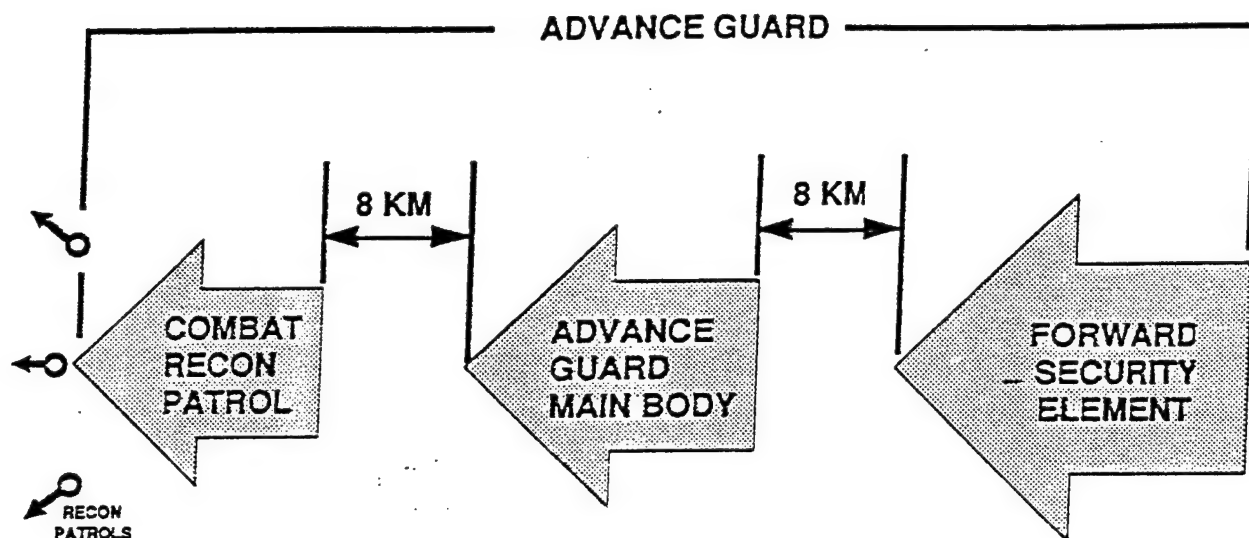 ADVANCE GUARD
8 KM
8 KM
COMBAT
RECON
PATROL
ADVANCE
GUARD
MAIN BODY
FORWARD
SECURITY
ELEMENT
RECON
PATROLS